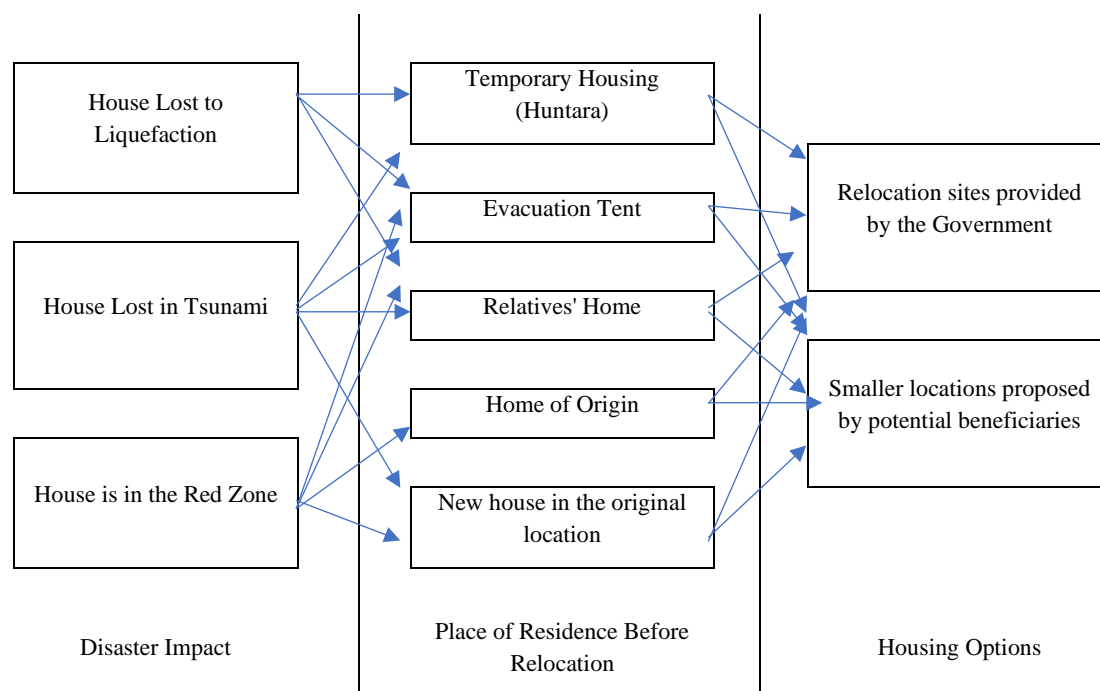 House Lost to
Liquefaction
House Lost in Tsunami
House is in the Red Zone
Disaster Impact
Temporary Housing
(Huntara)
Evacuation Tent
Relatives' Home
Home of Origin
New house in the original
location
Place of Residence Before
Relocation
Relocation sites provided
by the Government
Smaller locations proposed
by potential beneficiaries
Housing Options